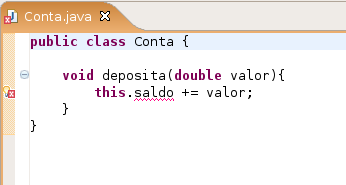 Conta.java
public class Conta {
void deposita(double valor){
this.saldo += valor;
}
}